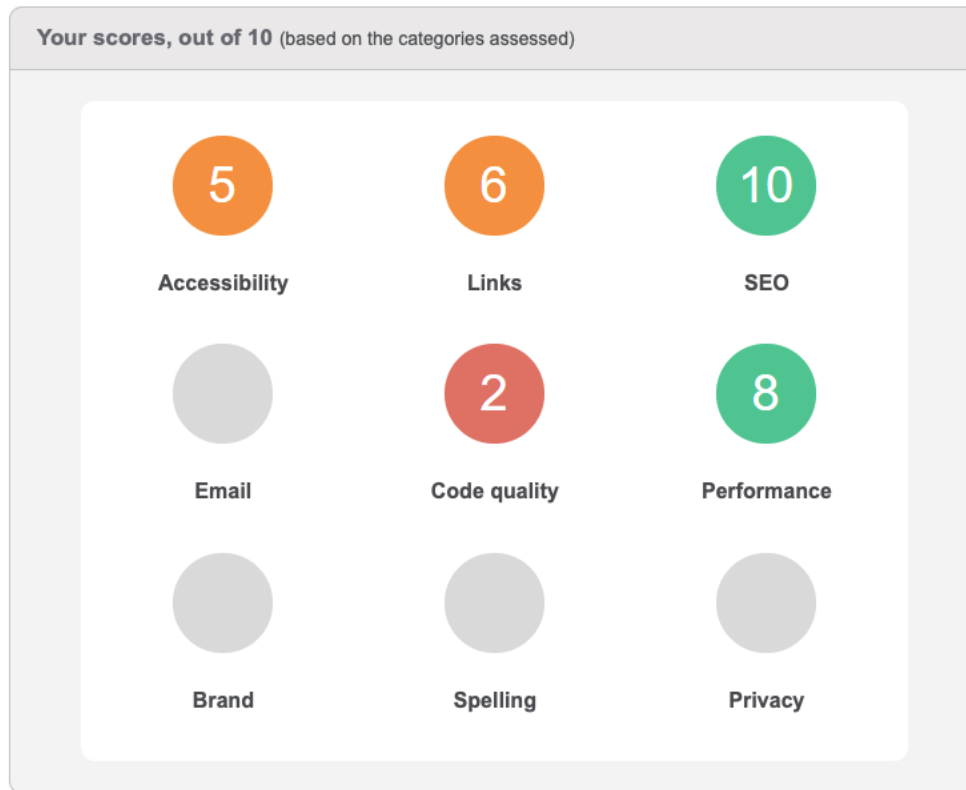 Your scores, out of 10 (based on the categories assessed)
5 6 10
Accessibility Links SEO
2 8
Email Code quality Performance
Brand Spelling Privacy